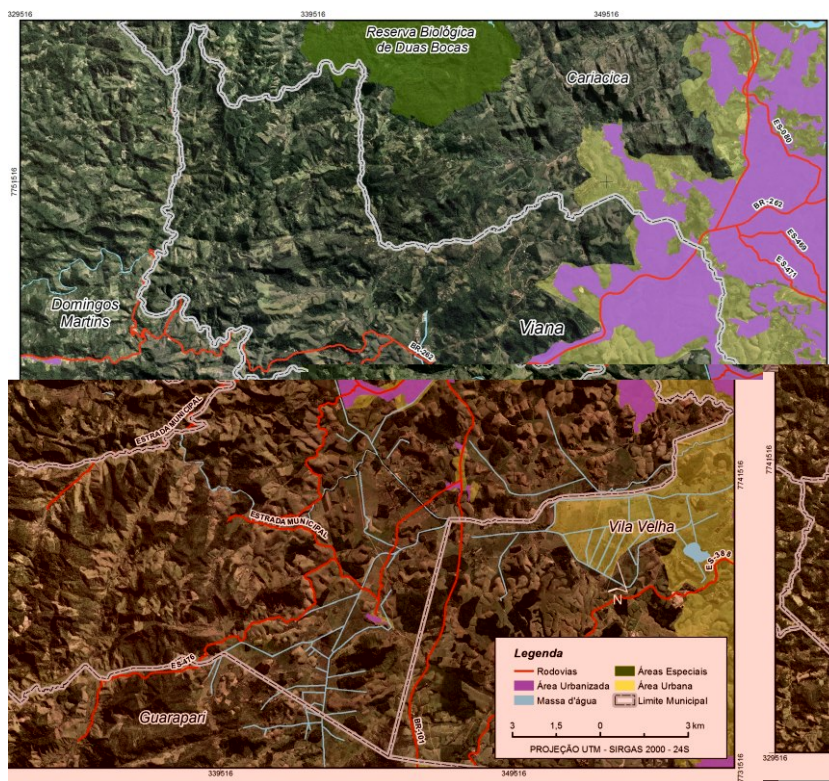 329516
339516
349516
Reserva Biológica
de Duas Bocas
Cariacica
ES-080
7751516
BR-262
ES-469
ES-471
Domingos
Martins
Viana
BR-262
ESTRADA MUNICIPAL
7741516
7741516
ESTRADA MUNICIPAL
Vila Velha
ES-388
N
Legenda
Rodovias
Áreas Especiais
Área Urbanizada
Área Urbana
Massa d'água
Limite Municipal
3 1,5 0 3 km
PROJEÇÃO UTM - SIRGAS 2000 - 24S
ES-476
Guarapari
BR-101
339516
349516
7731516
329516